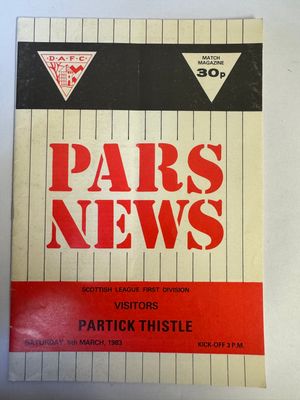 D.A.F.C.
MATCH
MAGAZINE
30p
PARS
NEWS
SCOTTISH LEAGUE FIRST DIVISION
VISITORS
PARTICK THISTLE
SATURDAY 5th MARCH, 1983
KICK-OFF 3 P.M.